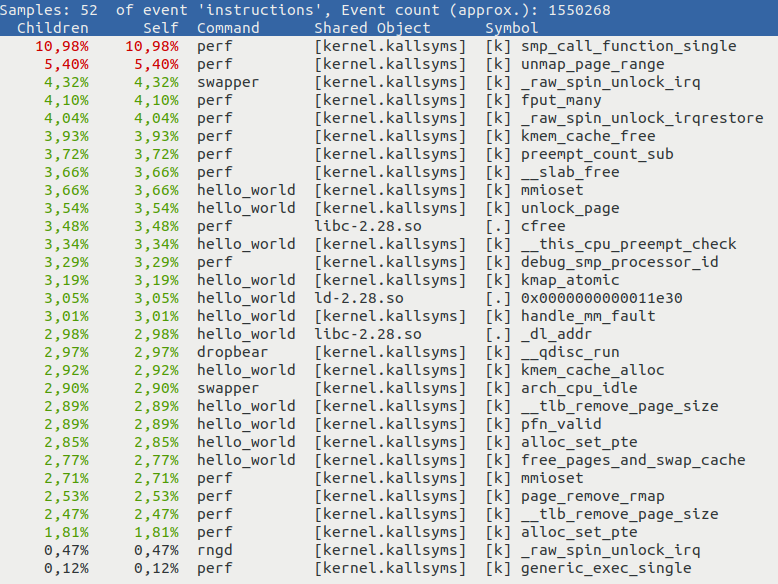 Samples: 52  of event 'instructions', Event count (approx.): 1550268
Children      Self  Command      Shared Object      Symbol
10,98%    10,98%  perf         [kernel.kallsyms]  [k] smp_call_function_single
5,40%     5,40%  perf         [kernel.kallsyms]  [k] unmap_page_range
4,32%     4,32%  swapper      [kernel.kallsyms]  [k] _raw_spin_unlock_irq
4,10%     4,10%  perf         [kernel.kallsyms]  [k] fput_many
4,04%     4,04%  perf         [kernel.kallsyms]  [k] _raw_spin_unlock_irqrestore
3,93%     3,93%  perf         [kernel.kallsyms]  [k] kmem_cache_free
3,72%     3,72%  perf         [kernel.kallsyms]  [k] preempt_count_sub
3,66%     3,66%  perf         [kernel.kallsyms]  [k] __slab_free
3,66%     3,66%  hello_world  [kernel.kallsyms]  [k] mmioset
3,54%     3,54%  hello_world  [kernel.kallsyms]  [k] unlock_page
3,48%     3,48%  perf         libc-2.28.so       [.] cfree
3,34%     3,34%  hello_world  [kernel.kallsyms]  [k] __this_cpu_preempt_check
3,29%     3,29%  perf         [kernel.kallsyms]  [k] debug_smp_processor_id
3,19%     3,19%  hello_world  [kernel.kallsyms]  [k] kmap_atomic
3,05%     3,05%  hello_world  ld-2.28.so         [.] 0x0000000000011e30
3,01%     3,01%  hello_world  [kernel.kallsyms]  [k] handle_mm_fault
2,98%     2,98%  hello_world  libc-2.28.so       [.] _dl_addr
2,97%     2,97%  dropbear     [kernel.kallsyms]  [k] __qdisc_run
2,92%     2,92%  hello_world  [kernel.kallsyms]  [k] kmem_cache_alloc
2,90%     2,90%  swapper      [kernel.kallsyms]  [k] arch_cpu_idle
2,89%     2,89%  hello_world  [kernel.kallsyms]  [k] __tlb_remove_page_size
2,89%     2,89%  hello_world  [kernel.kallsyms]  [k] pfn_valid
2,85%     2,85%  hello_world  [kernel.kallsyms]  [k] alloc_set_pte
2,77%     2,77%  hello_world  [kernel.kallsyms]  [k] free_pages_and_swap_cache
2,71%     2,71%  perf         [kernel.kallsyms]  [k] mmioset
2,53%     2,53%  perf         [kernel.kallsyms]  [k] page_remove_rmap
2,47%     2,47%  perf         [kernel.kallsyms]  [k] __tlb_remove_page_size
1,81%     1,81%  perf         [kernel.kallsyms]  [k] alloc_set_pte
0,47%     0,47%  rngd         [kernel.kallsyms]  [k] _raw_spin_unlock_irq
0,12%     0,12%  perf         [kernel.kallsyms]  [k] generic_exec_single